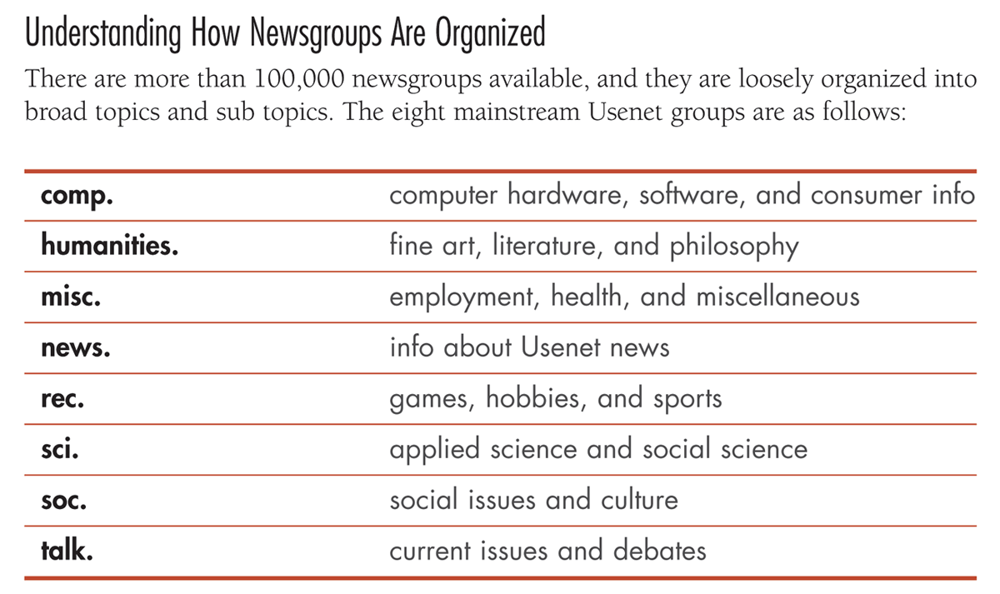 Understanding How Newsgroups Are Organized
There are more than 100,000 newsgroups available, and they are loosely organized into
broad topics and sub topics. The eight mainstream Usenet groups are as follows:
comp. computer hardware, software, and consumer info
humanities. fine art, literature, and philosophy
misc. employment, health, and miscellaneous
news. info about Usenet news
rec. games, hobbies, and sports
sci. applied science and social science
soc. social issues and culture
talk. current issues and debates